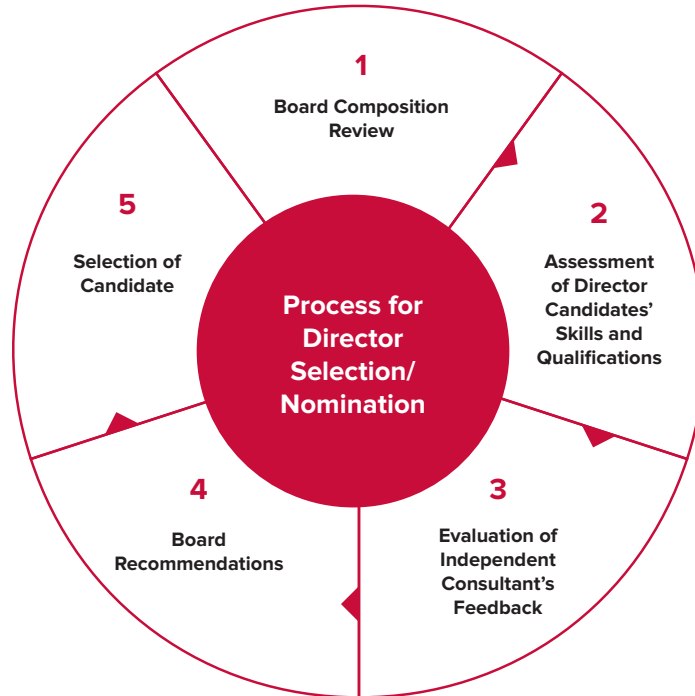 1
Board Composition
Review
2
Assessment
of Director
Candidates’
Skills and
Qualifications
3
Evaluation of
Independent
Consultant’s
Feedback
4
Board
Recommendations
5
Selection of
Candidate
Process for
Director
Selection/
Nomination